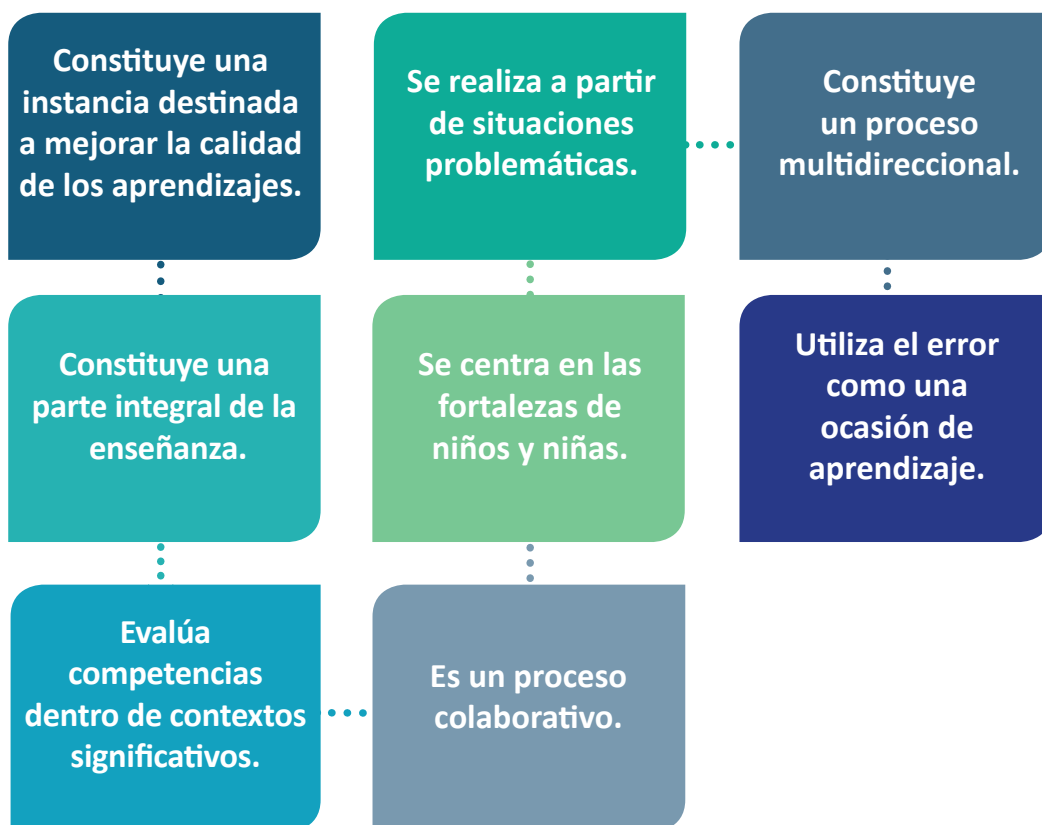 Constituye una
instancia destinada
a mejorar la calidad
de los aprendizajes.
Constituye una
parte integral de la
enseñanza.
Evalúa
competencias
dentro de contextos
significativos.
Es un proceso
colaborativo.
Se centra en las
fortalezas de
niños y niñas.
Se realiza a partir
de situaciones
problemáticas.
Constituye
un proceso
multidireccional.
Utiliza el error
como una
ocasión de
aprendizaje.